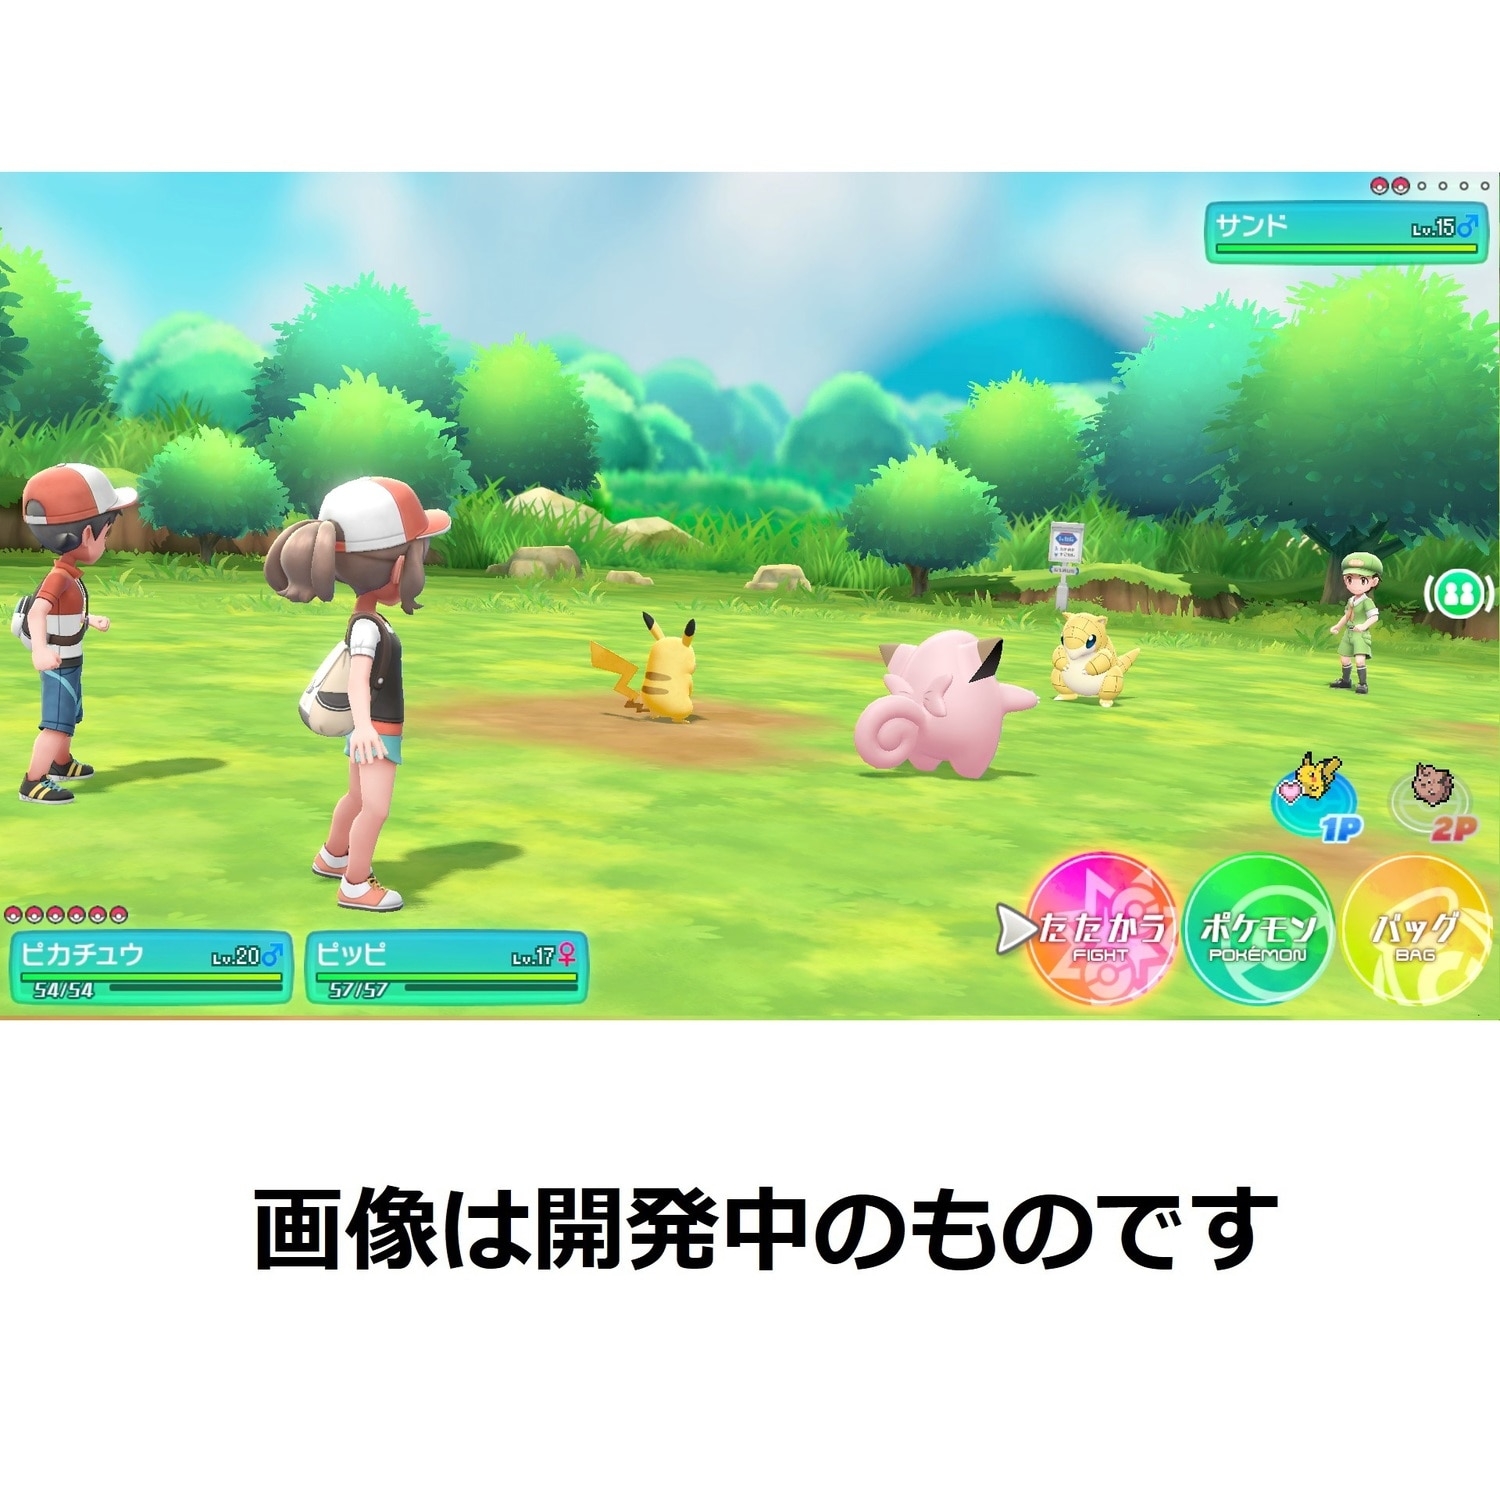 サンド Lv.15♂
1P
2P
ピカチュウ Lv.20♂
54/54
ピッピ Lv.17♀
57/57
たたかう
FIGHT
ポケモン
POKÉMON
バッグ
BAG
画像は開発中のものです